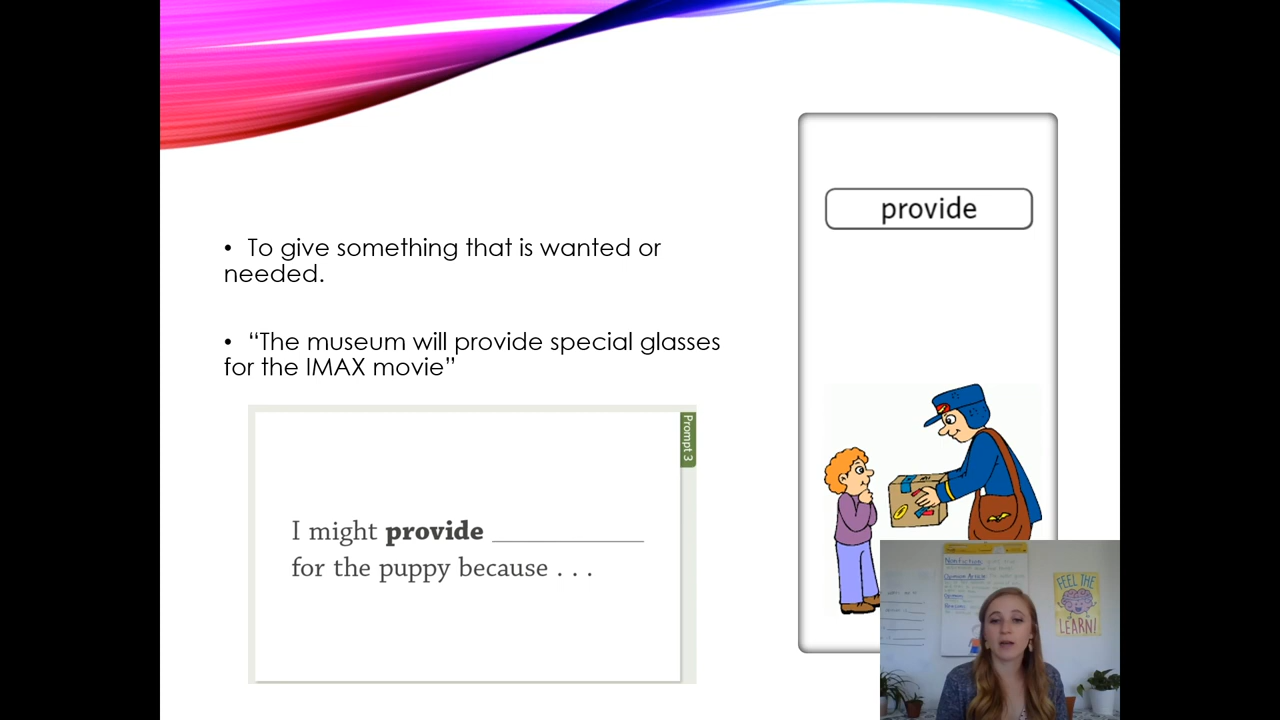 provide
• To give something that is wanted or
needed.
• “The museum will provide special glasses
for the IMAX movie”
Prompt 3
I might provide ___________
for the puppy because . . .
Nonfiction
FEEL THE
LEARN!